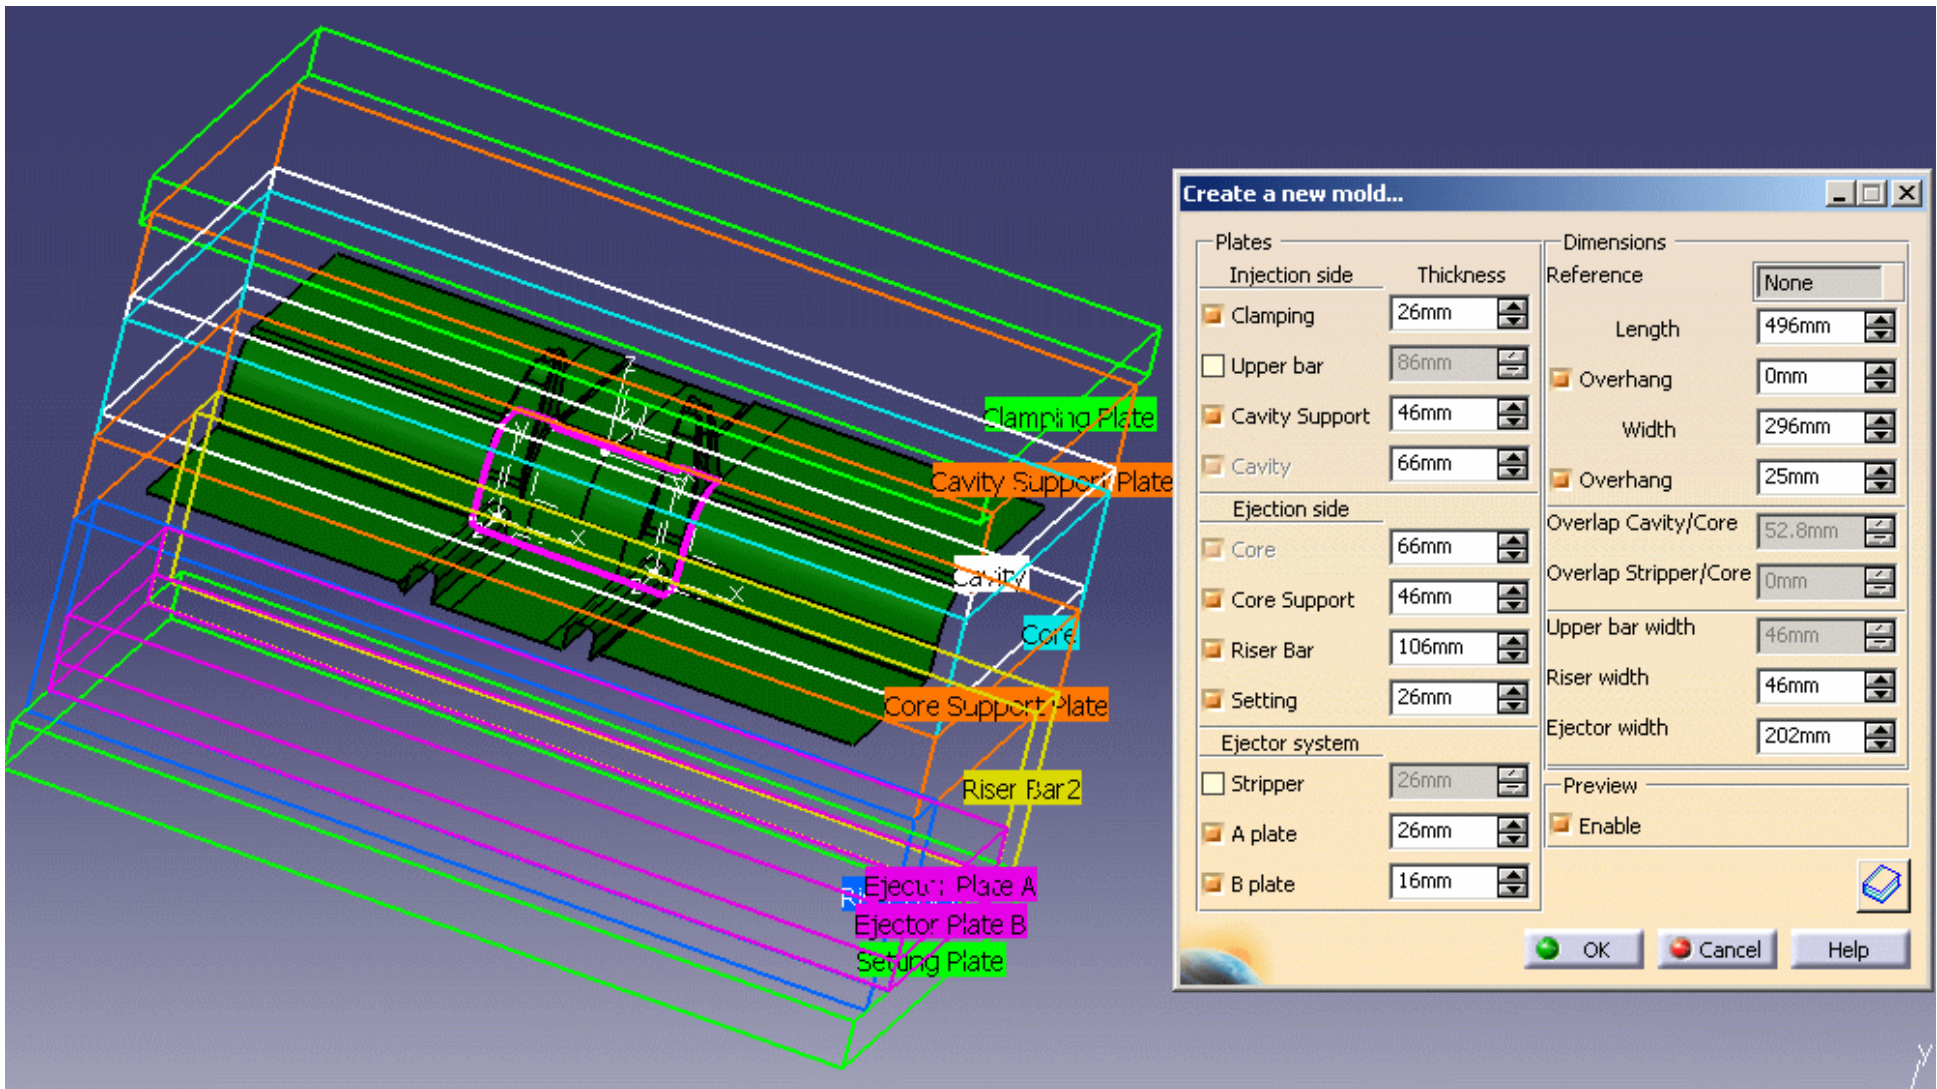 Clamping Plate
Cavity Support Plate
Cavity
Core
Core Support Plate
Riser Bar2
Ejector Plate A
Ri
Ejector Plate B
Setting Plate
Z
Y
X
Z
X
Z
y
Create a new mold...
Plates
Injection side Thickness
Clamping 26mm
Upper bar 86mm
Cavity Support 46mm
Cavity 66mm
Ejection side
Core 66mm
Core Support 46mm
Riser Bar 106mm
Setting 26mm
Ejector system
Stripper 26mm
A plate 26mm
B plate 16mm
Dimensions
Reference None
Length 496mm
Overhang 0mm
Width 296mm
Overhang 25mm
Overlap Cavity/Core 52.8mm
Overlap Stripper/Core 0mm
Upper bar width 46mm
Riser width 46mm
Ejector width 202mm
Preview
Enable
OK Cancel Help